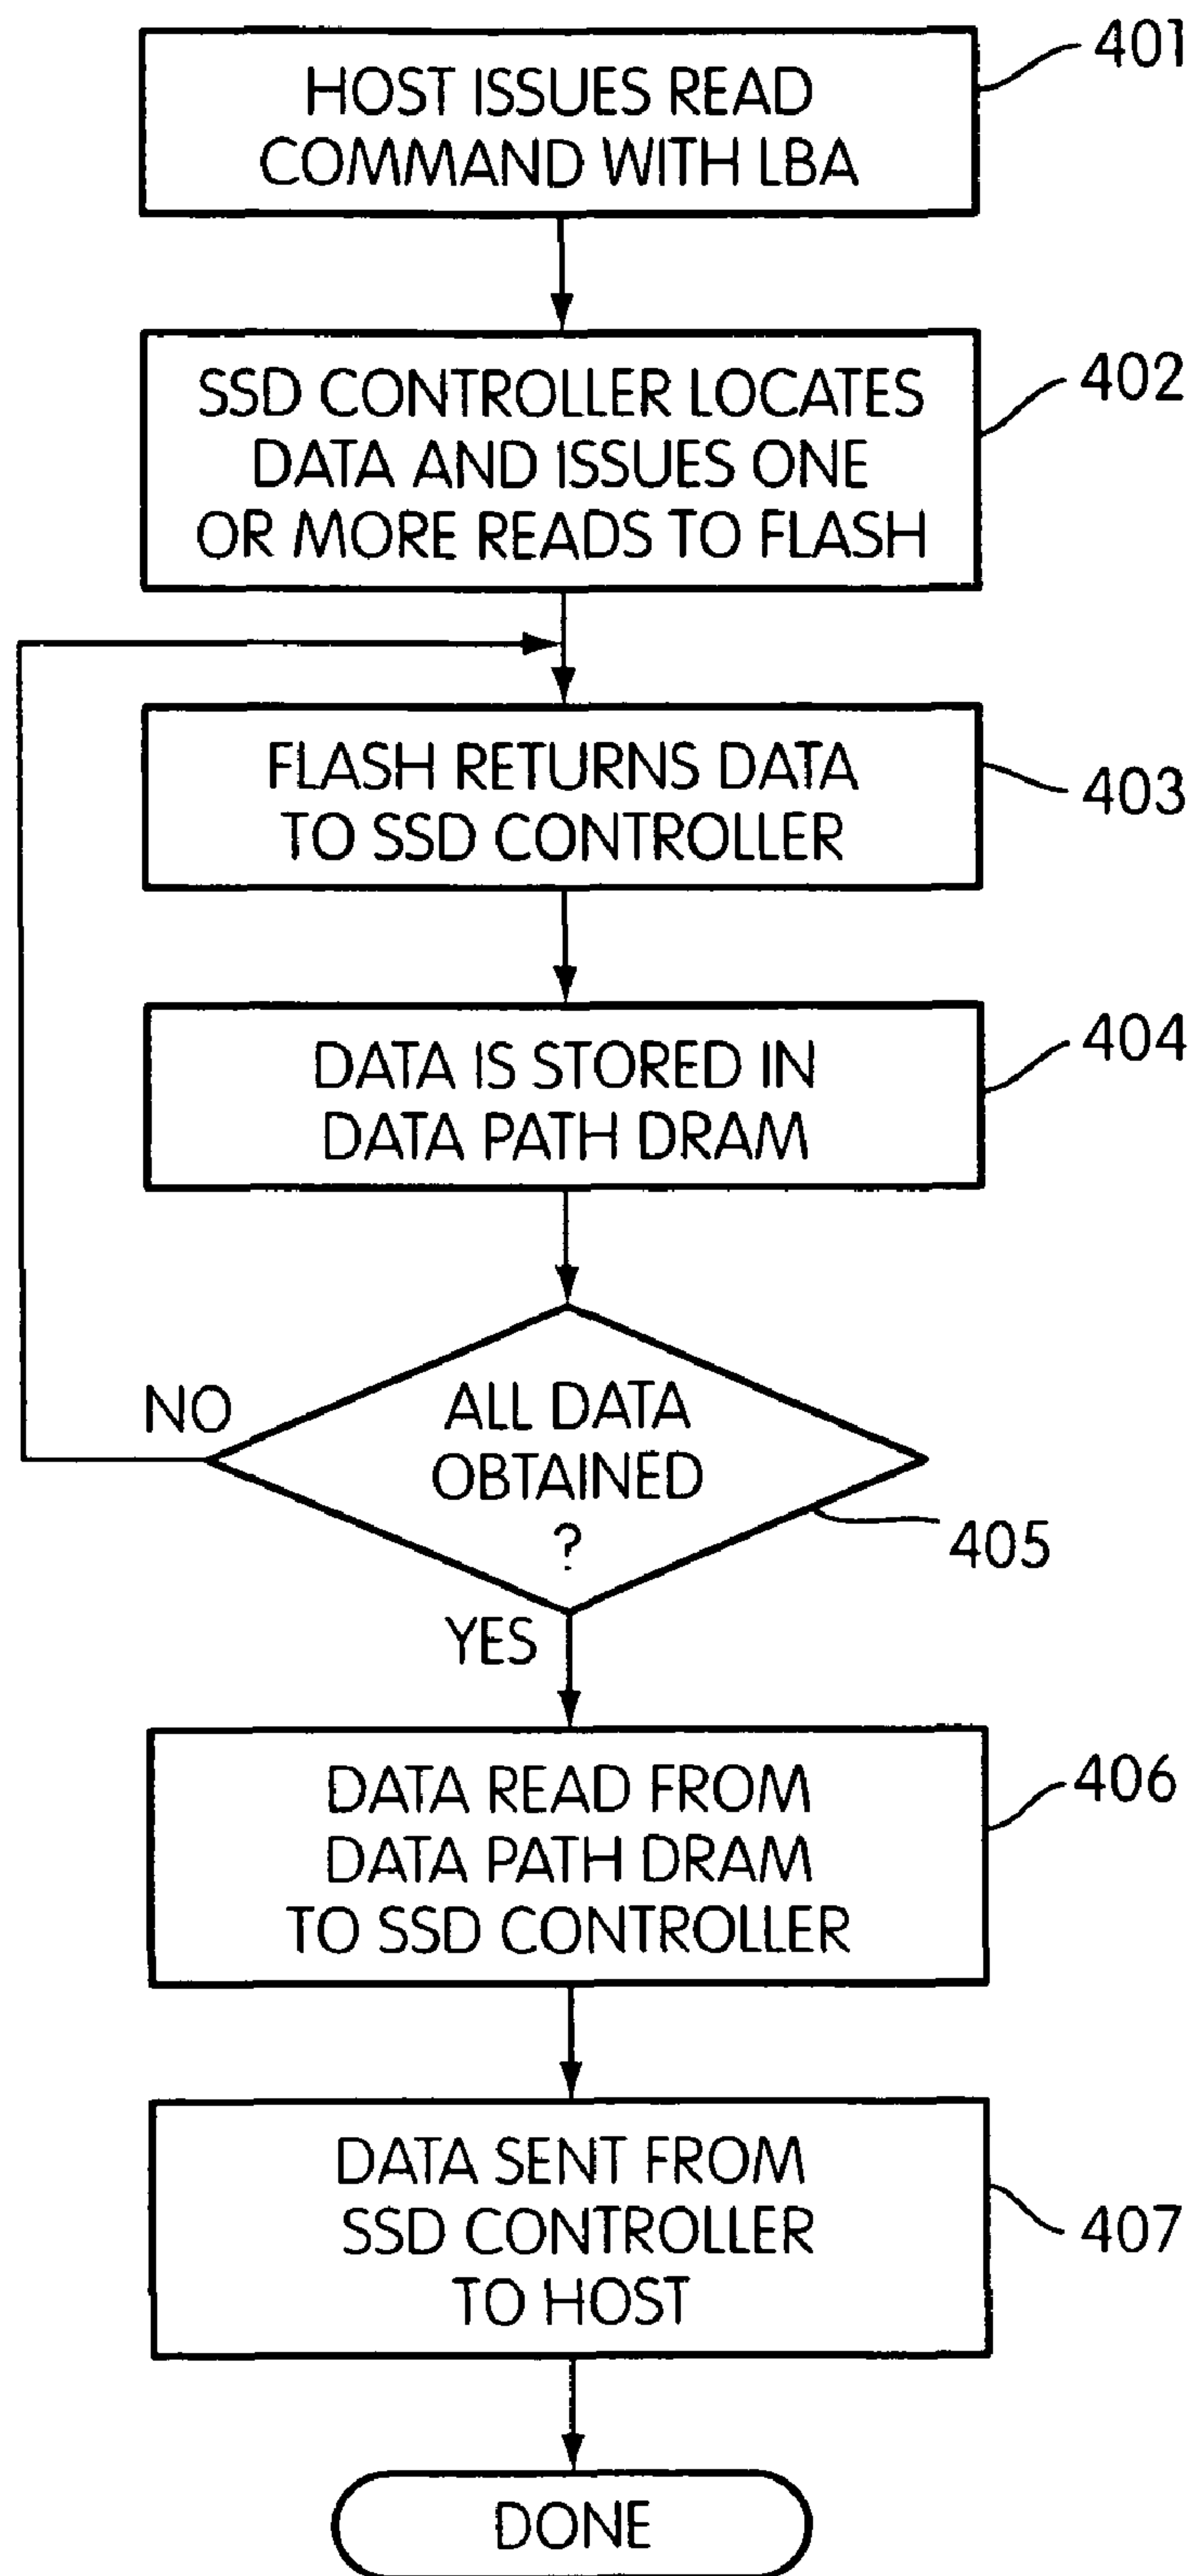 401
HOST ISSUES READ
COMMAND WITH LBA
402
SSD CONTROLLER LOCATES
DATA AND ISSUES ONE
OR MORE READS TO FLASH
403
FLASH RETURNS DATA
TO SSD CONTROLLER
404
DATA IS STORED IN
DATA PATH DRAM
NO
ALL DATA
OBTAINED
?
405
YES
406
DATA READ FROM
DATA PATH DRAM
TO SSD CONTROLLER
407
DATA SENT FROM
SSD CONTROLLER
TO HOST
DONE